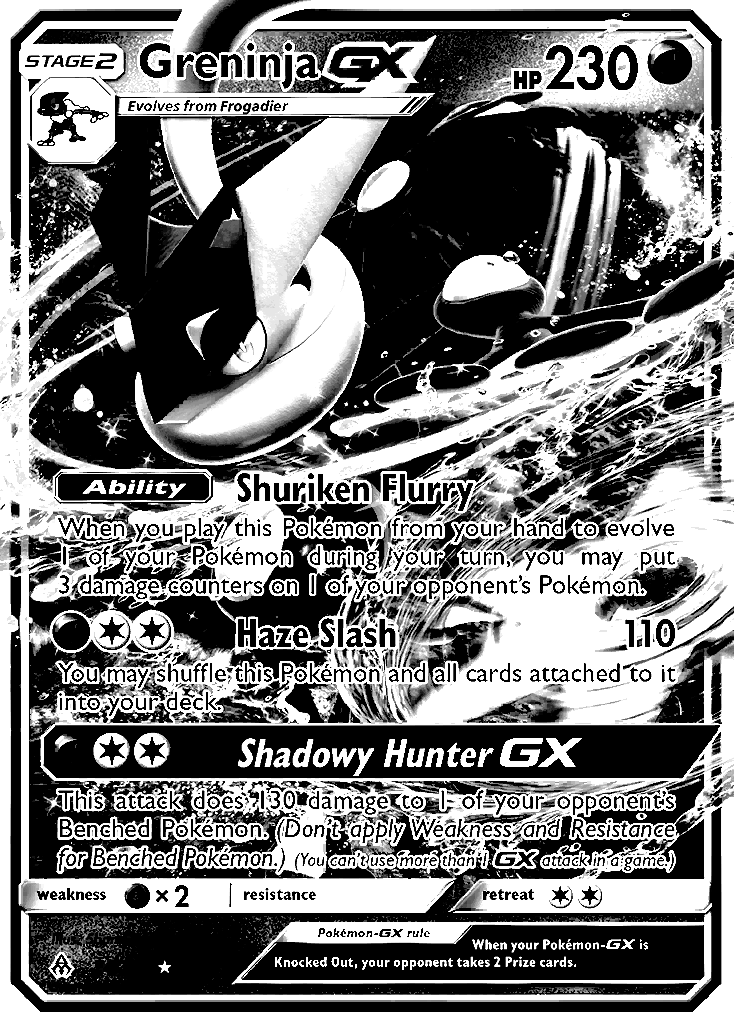 STAGE2
Greninja GX
HP 230
Evolves from Frogadier
Ability Shuriken Flurry
When you play this Pokémon from your hand to evolve
1 of your Pokémon during your turn, you may put
3 damage counters on 1 of your opponent's Pokémon.
Haze Slash 110
You may shuffle this Pokémon and all cards attached to it
into your deck.
Shadowy Hunter GX
This attack does 130 damage to 1 of your opponent's
Benched Pokémon. (Don't apply Weakness and Resistance
for Benched Pokémon.) (You can't use more than 1 GX attack in a game.)
weakness ×2 resistance retreat
Pokémon-GX rule
When your Pokémon-GX is
Knocked Out, your opponent takes 2 Prize cards.